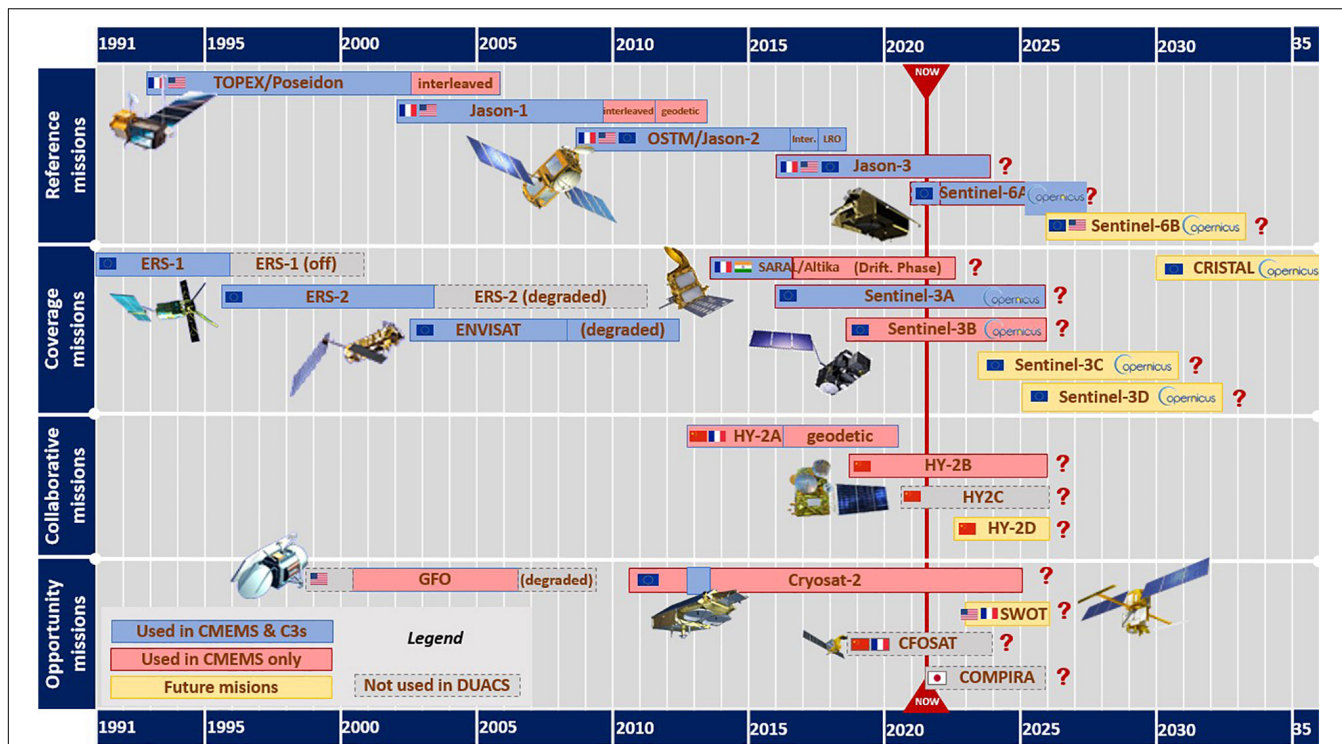 1991 1995 2000 2005 2010 2015 2020 2025 2030 35
NOW
Reference
missions
TOPEX/Poseidon interleaved
Jason-1 interleaved geodetic
OSTM/Jason-2 Inter. LRO
Jason-3 ?
Sentinel-6A opernicus ?
Sentinel-6B opernicus ?
Coverage
missions
ERS-1 ERS-1 (off) SARAL/Altika (Drift. Phase) ? CRISTAL opernicus
ERS-2 ERS-2 (degraded) Sentinel-3A opernicus ?
ENVISAT (degraded) Sentinel-3B opernicus ?
Sentinel-3C opernicus ?
Sentinel-3D opernicus ?
Collaborative
missions
HY-2A geodetic
HY-2B ?
HY2C ?
HY-2D ?
Opportunity
missions
GFO (degraded) Cryosat-2 ?
SWOT ?
CFOSAT ?
COMPIRA ?
Legend
Used in CMEMS & C3s
Used in CMEMS only
Future misions
Not used in DUACS
NOW
1991 1995 2000 2005 2010 2015 2020 2025 2030 35